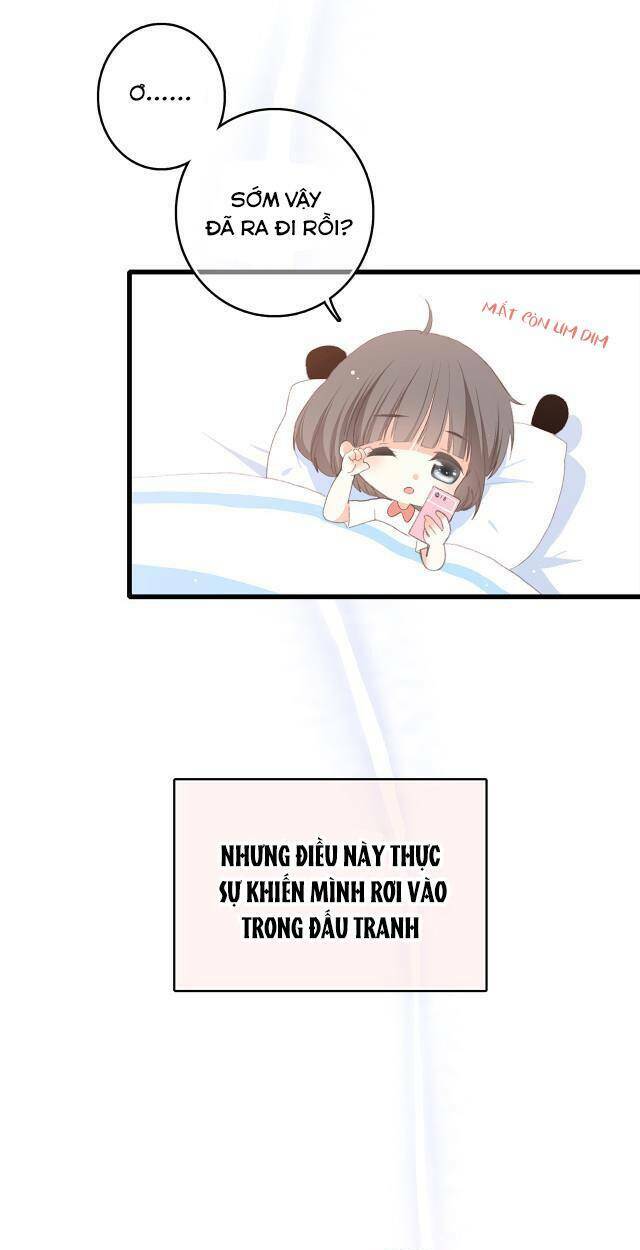 Ơ......
SỚM VẬY
ĐÃ RA ĐI RỒI?
MẮT CÒN LIM DIM
NHƯNG ĐIỀU NÀY THỰC
SỰ KHIẾN MÌNH RƠI VÀO
TRONG ĐẤU TRANH